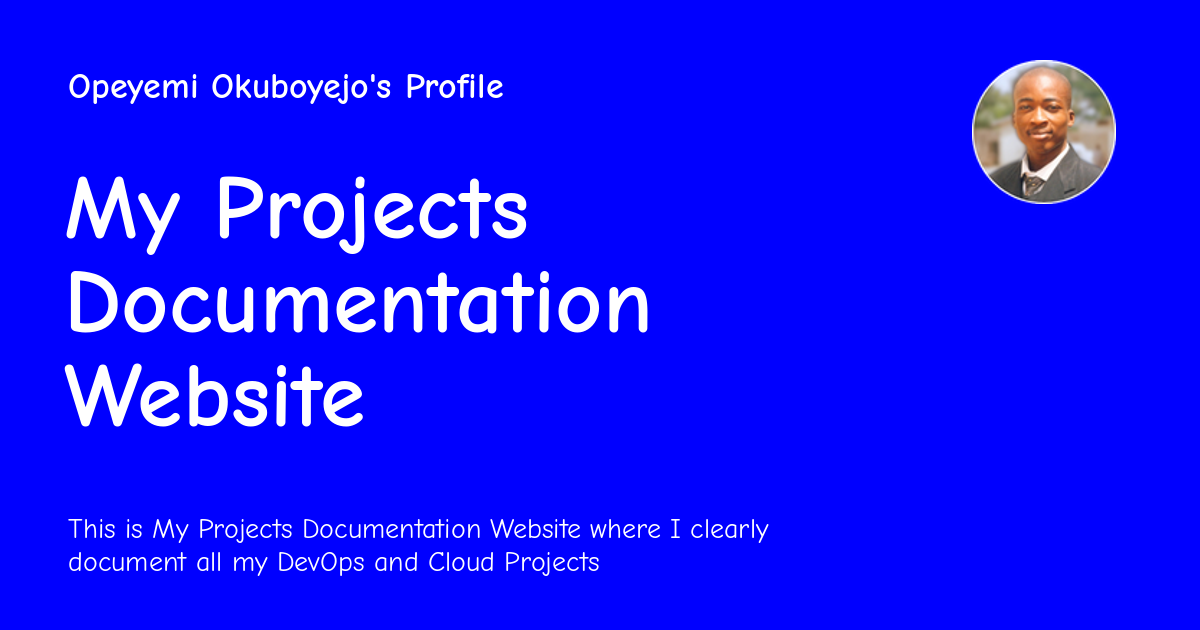 Opeyemi Okuboyejo's Profile
My Projects
Documentation
Website
This is My Projects Documentation Website where I clearly
document all my DevOps and Cloud Projects